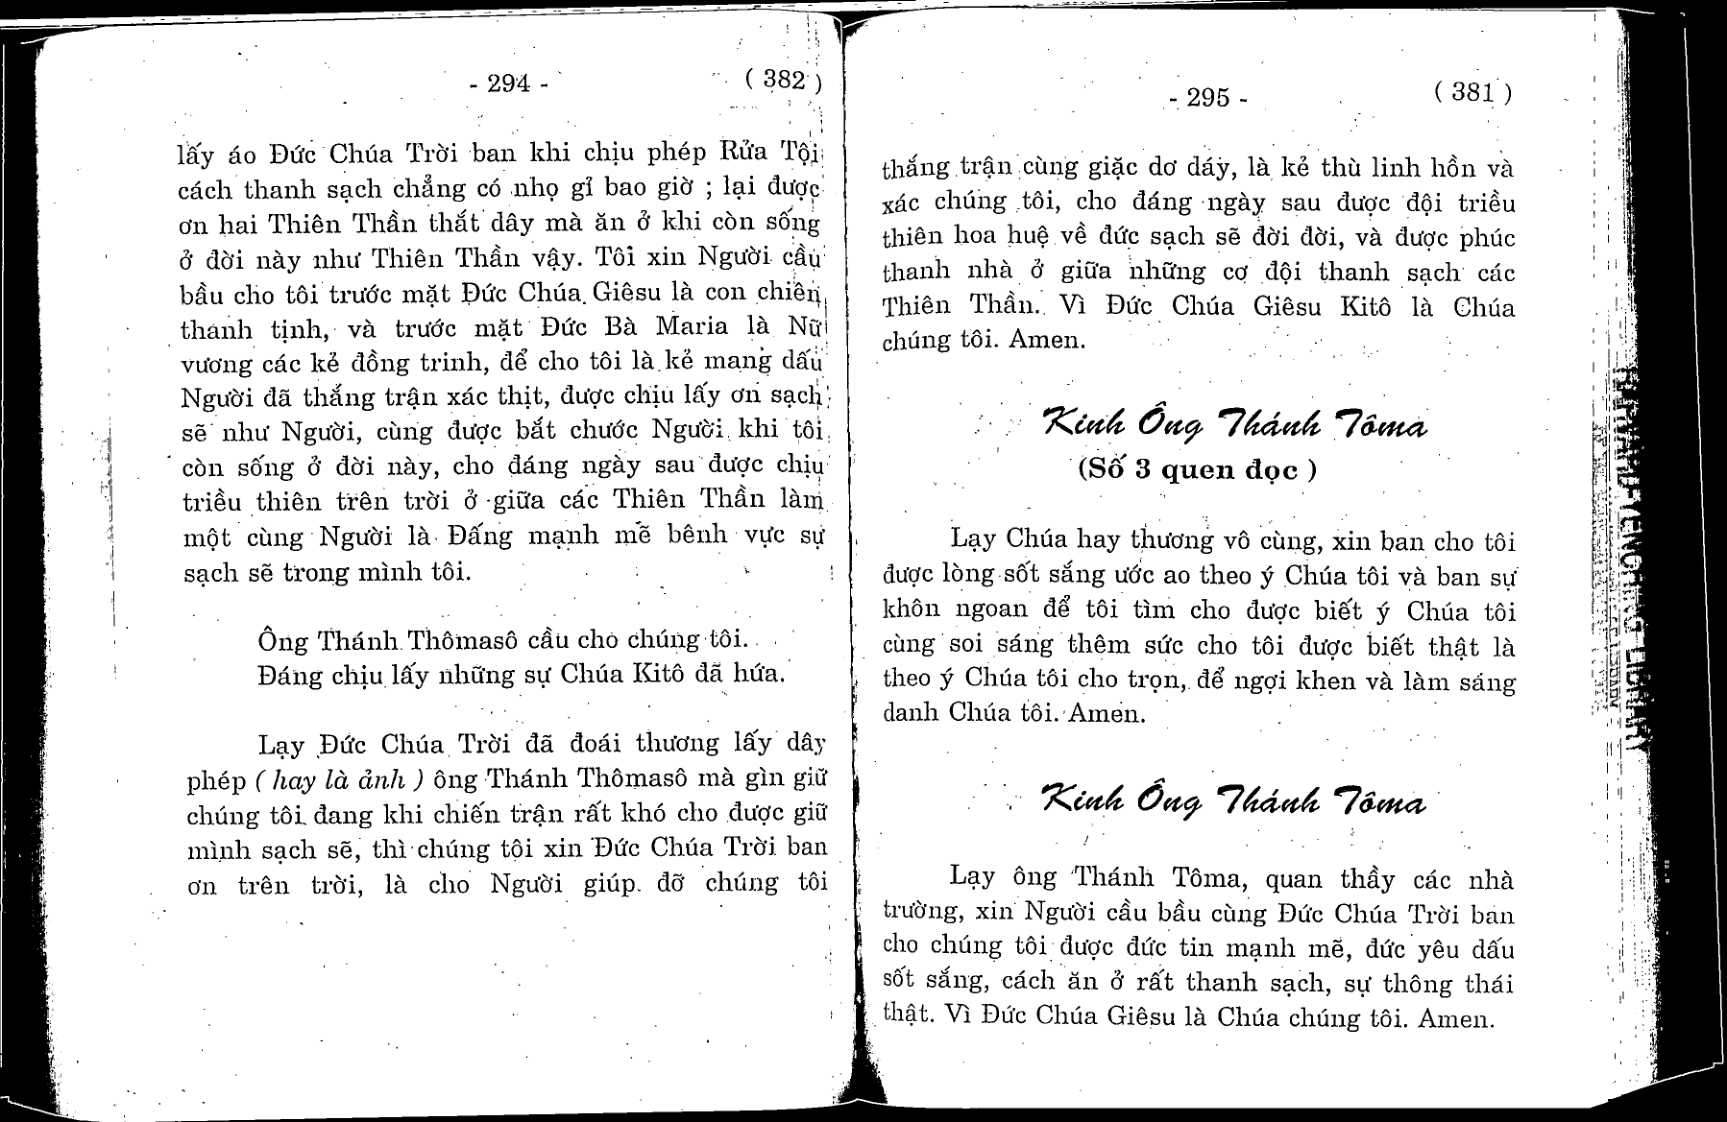 - 294 -
( 382 )
lấy áo Đức Chúa Trời ban khi chịu phép Rửa Tội
cách thanh sạch chẳng có nhọ gỉ bao giờ ; lại được
ơn hai Thiên Thần thắt dây mà ăn ở khi còn sống
ở đời này như Thiên Thần vậy. Tôi xin Người cầu
bầu cho tôi trước mặt Đức Chúa Giêsu là con chiên
thanh tịnh, và trước mặt Đức Bà Maria là Nữ
vương các kẻ đồng trinh, để cho tôi là kẻ mang dấu
Người đã thắng trận xác thịt, được chịu lấy ơn sạch
sẽ như Người, cùng được bắt chước Người khi tôi
còn sống ở đời này, cho đáng ngày sau được chịu
triều thiên trên trời ở giữa các Thiên Thần làm
một cùng Người là Đấng mạnh mẽ bênh vực sự
sạch sẽ trong mình tôi.
Ông Thánh Thômasô cầu cho chúng tôi.
Đáng chịu lấy những sự Chúa Kitô đã hứa.
Lạy Đức Chúa Trời đã đoái thương lấy dây
phép ( hay là ảnh ) ông Thánh Thômasô mà gìn giữ
chúng tôi đang khi chiến trận rất khó cho được giữ
mình sạch sẽ, thì chúng tôi xin Đức Chúa Trời ban
ơn trên trời, là cho Người giúp đỡ chúng tôi
- 295 -
( 381 )
thắng trận cùng giặc dơ dáy, là kẻ thù linh hồn và
xác chúng tôi, cho đáng ngày sau được đội triều
thiên hoa huệ về đức sạch sẽ đời đời, và được phúc
thanh nhà ở giữa những cơ đội thanh sạch các
Thiên Thần. Vì Đức Chúa Giêsu Kitô là Chúa
chúng tôi. Amen.
Kinh Ông Thánh Tôma
(Số 3 quen đọc )
Lạy Chúa hay thương vô cùng, xin ban cho tôi
được lòng sốt sắng ước ao theo ý Chúa tôi và ban sự
khôn ngoan để tôi tìm cho được biết ý Chúa tôi
cùng soi sáng thêm sức cho tôi được biết thật là
theo ý Chúa tôi cho trọn, để ngợi khen và làm sáng
danh Chúa tôi. Amen.
Kinh Ông Thánh Tôma
Lạy ông Thánh Tôma, quan thầy các nhà
trường, xin Người cầu bầu cùng Đức Chúa Trời ban
cho chúng tôi được đức tin mạnh mẽ, đức yêu dấu
sốt sắng, cách ăn ở rất thanh sạch, sự thông thái
thật. Vì Đức Chúa Giêsu là Chúa chúng tôi. Amen.
HARVARD-YENCHING LIBRARY